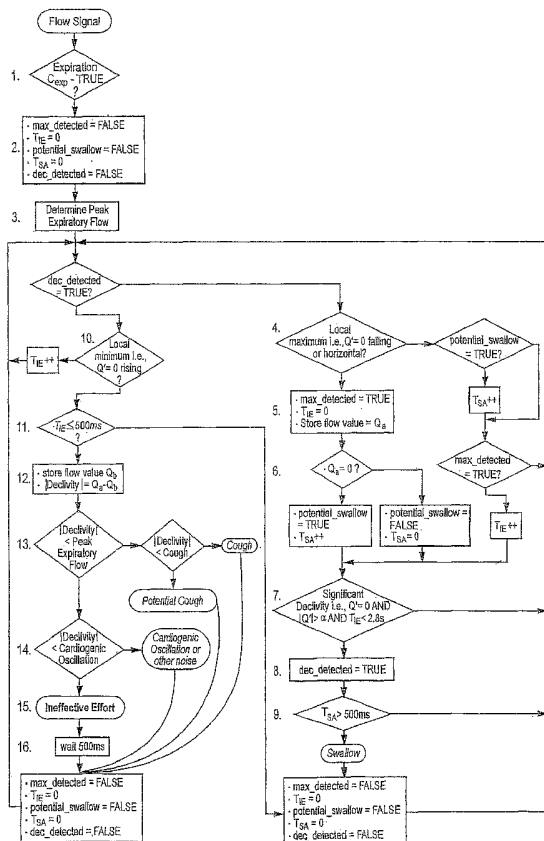 Flow Signal
1.
Expiration
C_exp - TRUE
?
2.
- max_detected = FALSE
- T_IE = 0
- potential_swallow = FALSE
- T_SA = 0
- dec_detected = FALSE
3.
Determine Peak
Expiratory Flow
dec_detected
= TRUE?
4.
Local
maximum i.e., Q'= 0 falling
or horizontal?
potential_swallow
= TRUE?
T_SA++
5.
- max_detected = TRUE
- T_IE = 0
- Store flow value = Q_a
max_detected
= TRUE?
T_IE++
6.
- Q_a = 0 ?
- potential_swallow
= TRUE
- T_SA++
- potential_swallow =
FALSE
- T_SA = 0
7.
Significant
Declivity i.e., Q'= 0 AND
|Q'| > α AND T_IE < 2.8s
8.
dec_detected = TRUE
9.
T_SA > 500ms
Swallow
- max_detected = FALSE
- T_IE = 0
- potential_swallow = FALSE
- T_SA = 0
- dec_detected = FALSE
10.
Local
minimum i.e.,
Q'= 0 rising
?
T_IE++
11.
T_IE ≤ 500ms
?
12.
- store flow value Q_b
- |Declivity| = Q_a-Q_b
13.
|Declivity|
< Peak
Expiratory
Flow
|Declivity|
< Cough
Cough
Potential Cough
14.
|Declivity|
< Cardiogenic
Oscillation
Cardiogenic
Oscillation or
other noise
15.
Ineffective Effort
16.
wait 500ms
- max_detected = FALSE
- T_IE = 0
- potential_swallow = FALSE
- T_SA = 0
- dec_detected = FALSE